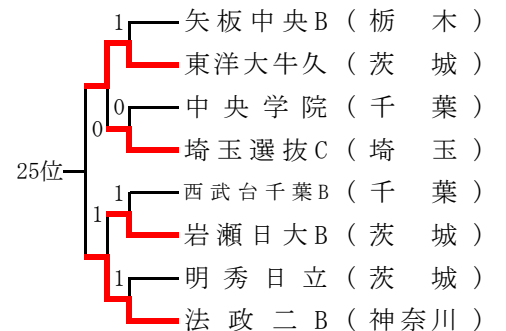 1 矢板中央B (栃 木)
東洋大牛久 (茨 城)
0 中央学院 (千 葉)
0
埼玉選抜C (埼 玉)
25位
1 西武台千葉B (千 葉)
1
岩瀬日大B (茨 城)
1 明秀日立 (茨 城)
法政二B (神奈川)